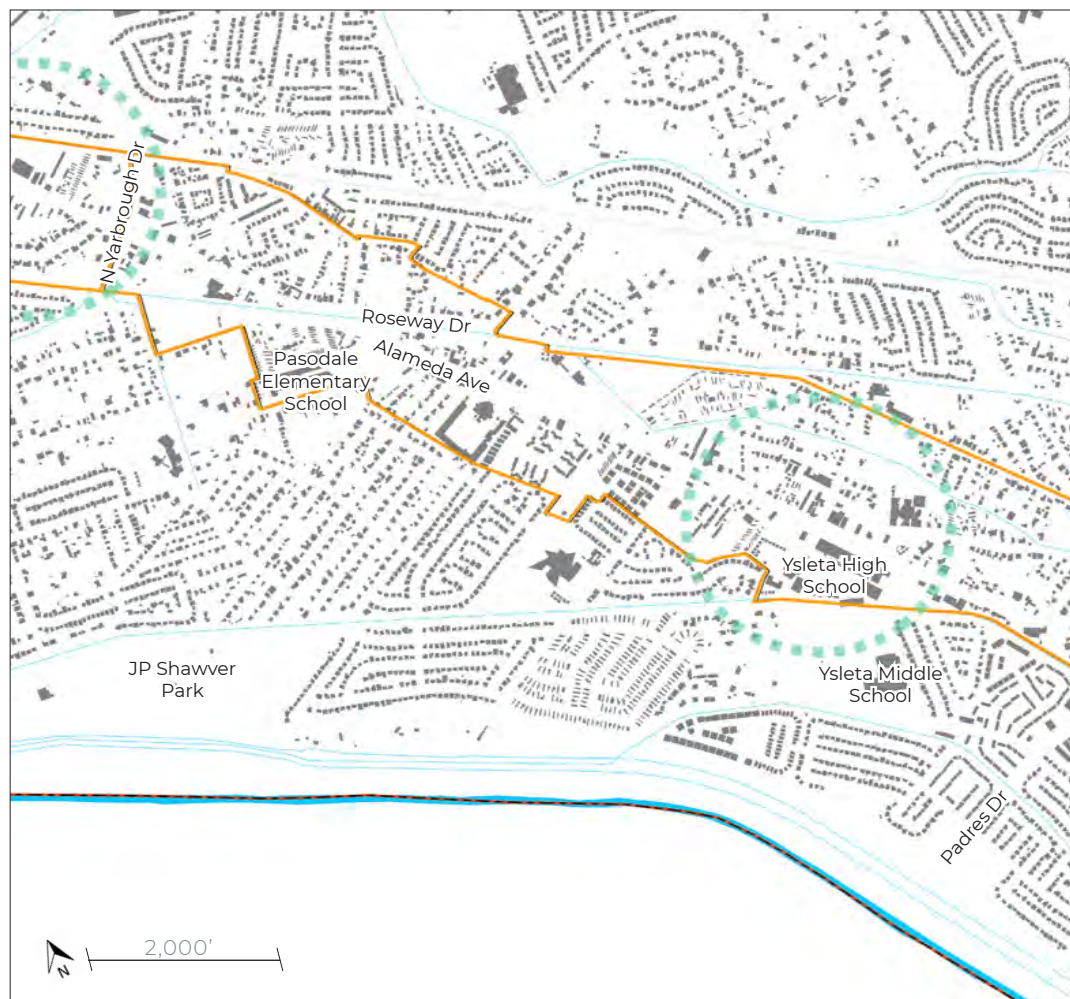 N Yarbrough Dr
Roseway Dr
Alameda Ave
Pasodale
Elementary
School
Ysleta High
School
JP Shawver
Park
Ysleta Middle
School
Padres Dr
N
2,000'